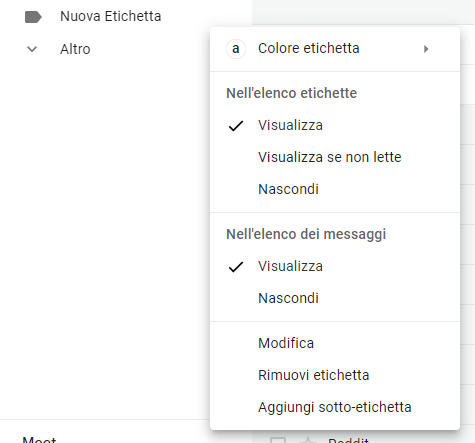 Nuova Etichetta
Altro
a Colore etichetta
Nell'elenco etichette
Visualizza
Visualizza se non lette
Nascondi
Nell'elenco dei messaggi
Visualizza
Nascondi
Modifica
Rimuovi etichetta
Aggiungi sotto-etichetta
Meet
Reddit